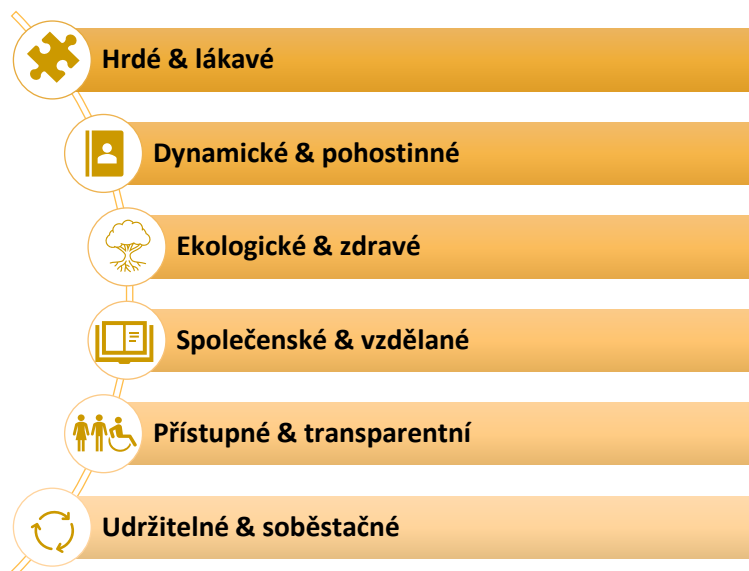 Hrdé & lákavé
Dynamické & pohostinné
Ekologické & zdravé
Společenské & vzdělané
Přístupné & transparentní
Udržitelné & soběstačné